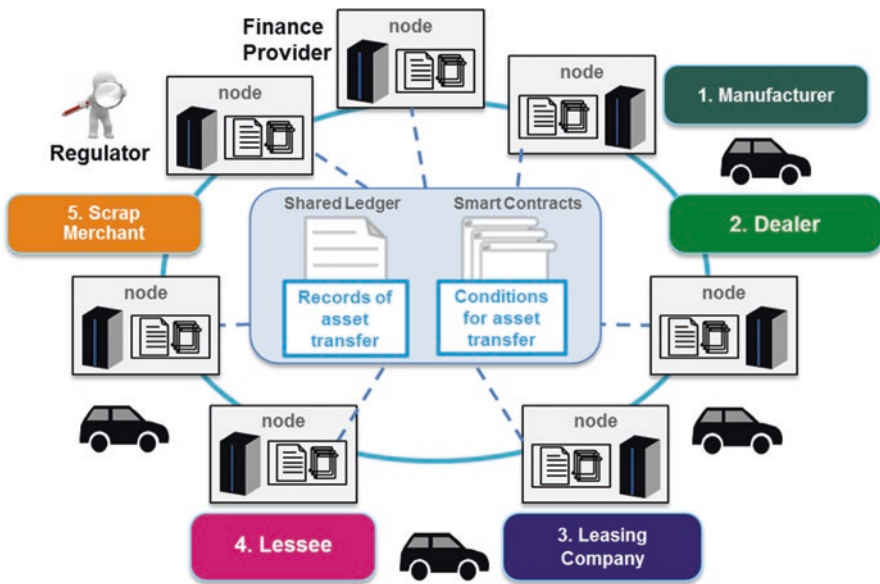 Finance
Provider
node
node
node
1. Manufacturer
Regulator
Shared Ledger
Smart Contracts
5. Scrap
Merchant
2. Dealer
Records of
asset
transfer
Conditions
for asset
transfer
node
node
node
node
4. Lessee
3. Leasing
Company